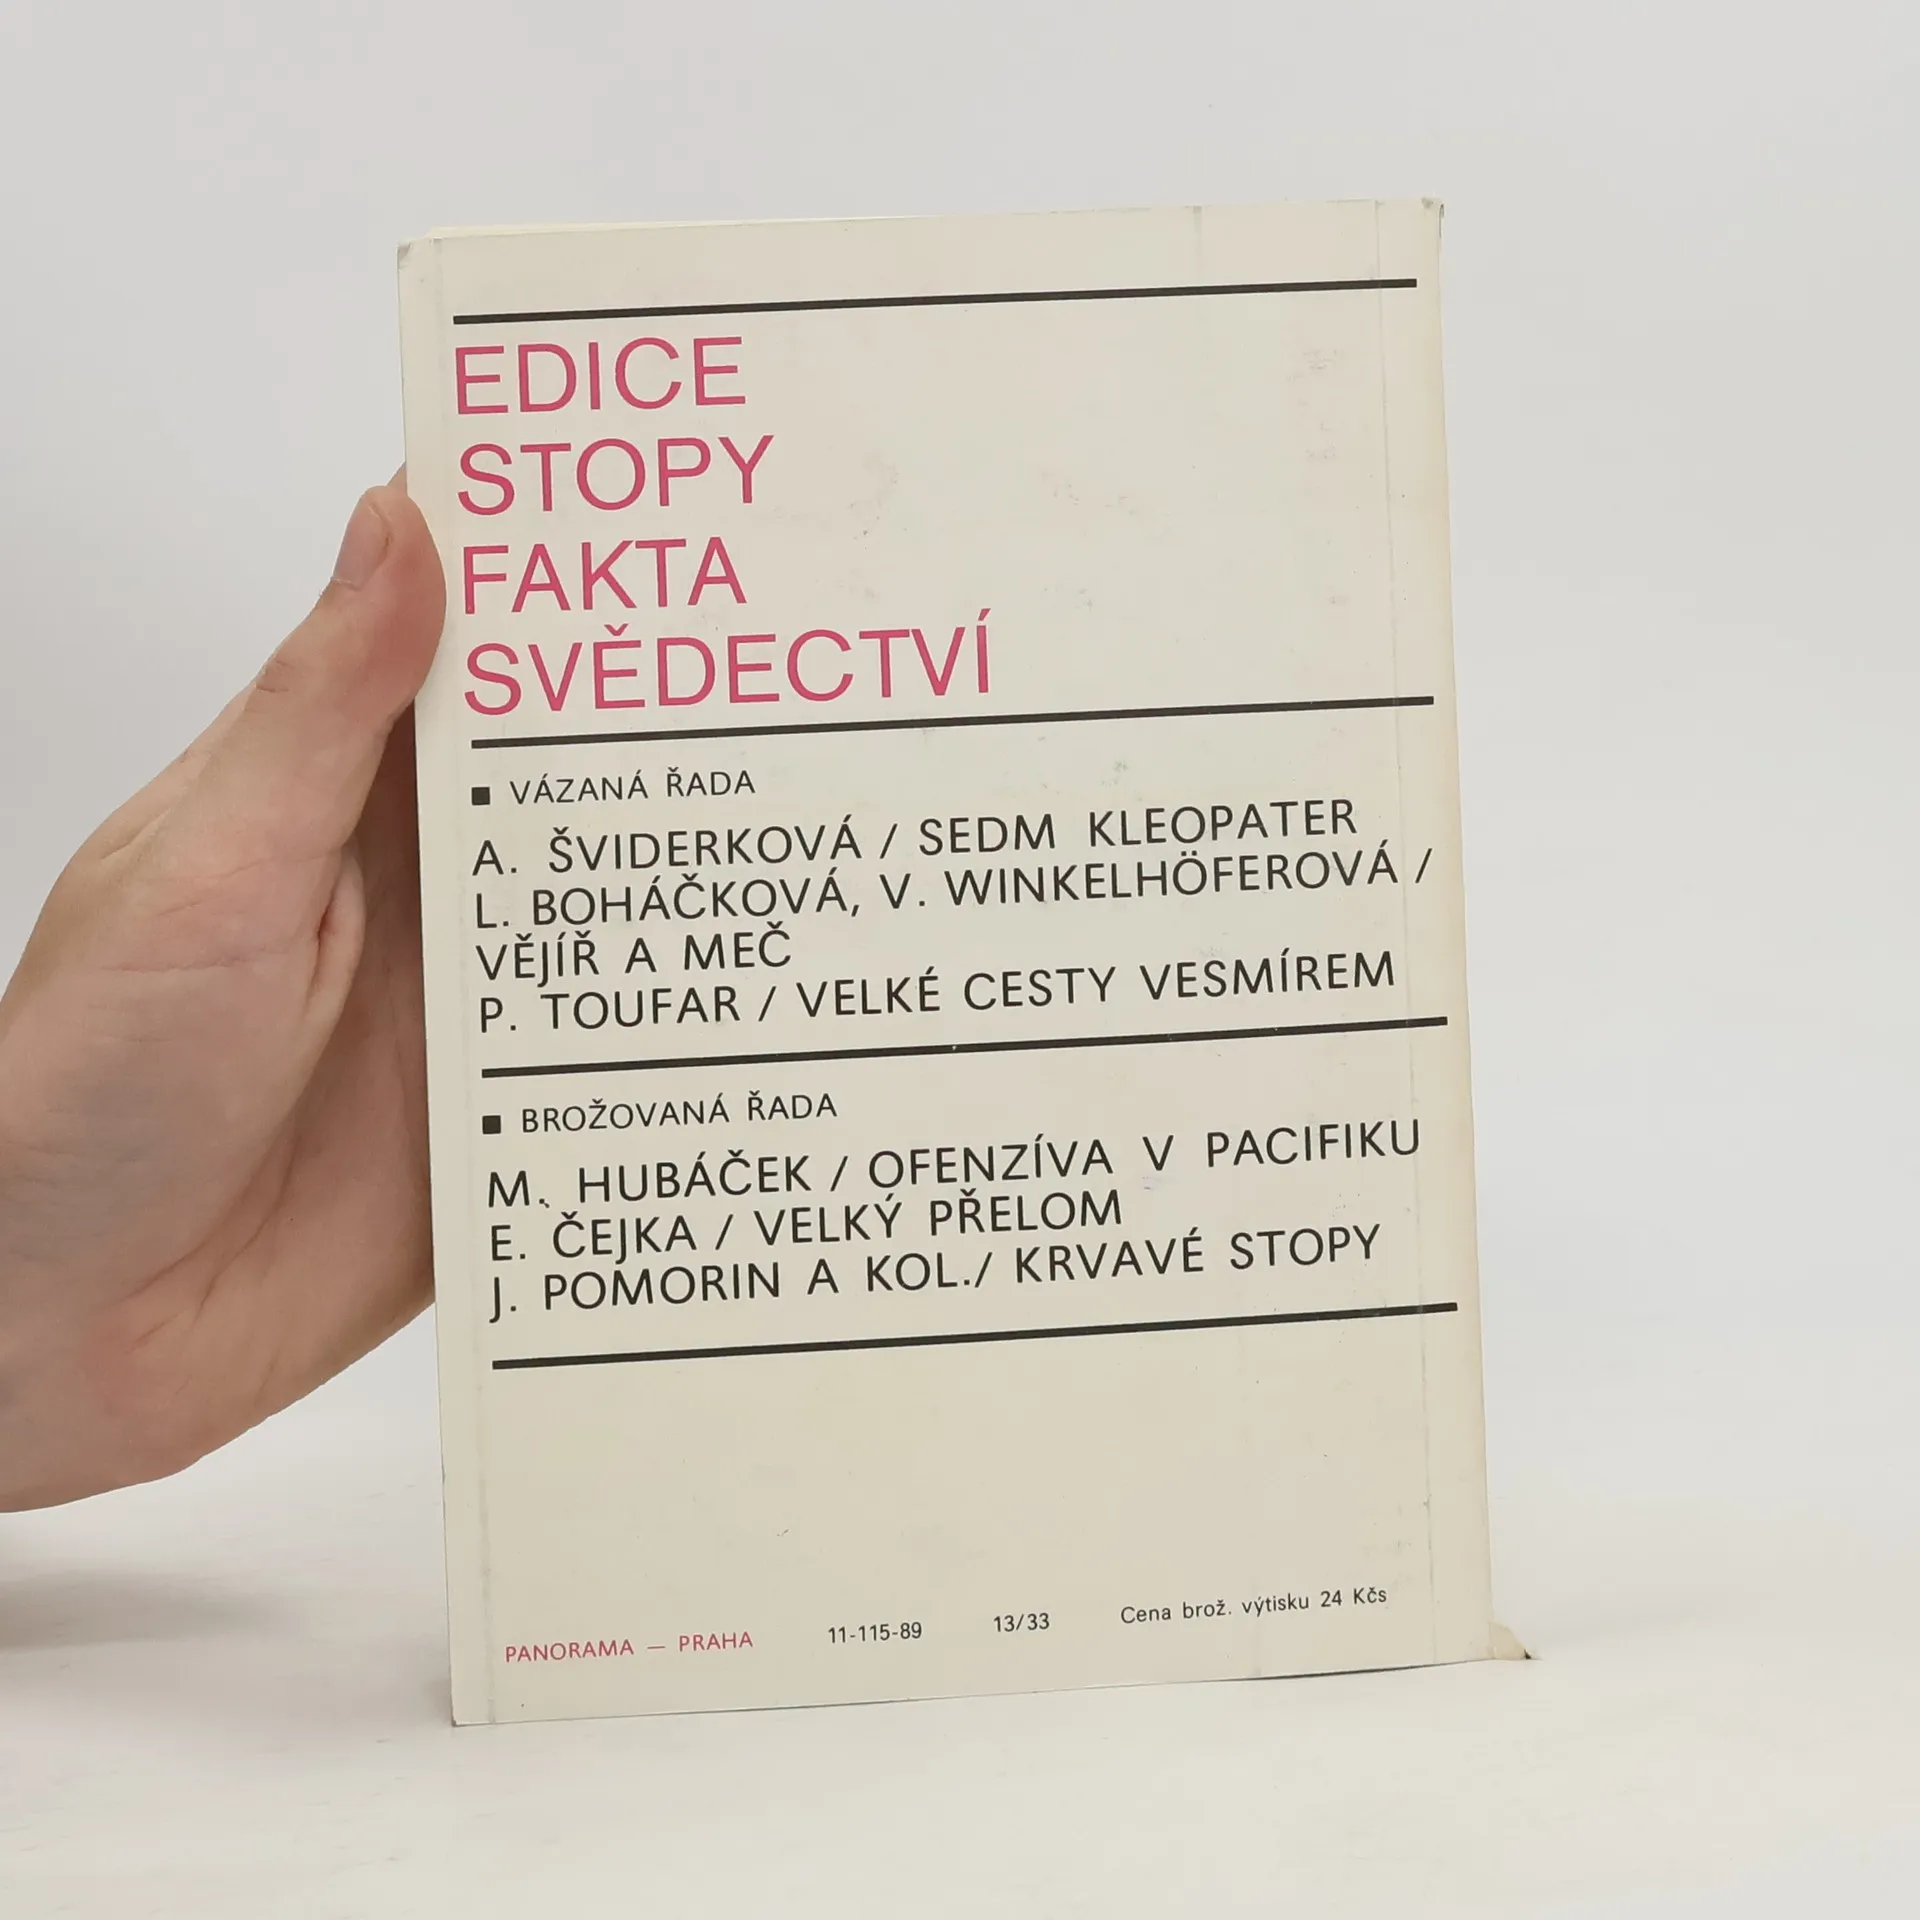 EDICE
STOPY
FAKTA
SVĚDECTVÍ
■ VÁZANÁ ŘADA
A. ŠVIDERKOVÁ / SEDM KLEOPATER
L. BOHÁČKOVÁ, V. WINKELHÖFEROVÁ /
VĚJÍŘ A MEČ
P. TOUFAR / VELKÉ CESTY VESMÍREM
■ BROŽOVANÁ ŘADA
M. HUBÁČEK / OFENZÍVA V PACIFIKU
E. ČEJKA / VELKÝ PŘELOM
J. POMORIN A KOL./ KRVAVÉ STOPY
PANORAMA — PRAHA 11-115-89 13/33 Cena brož. výtisku 24 Kčs